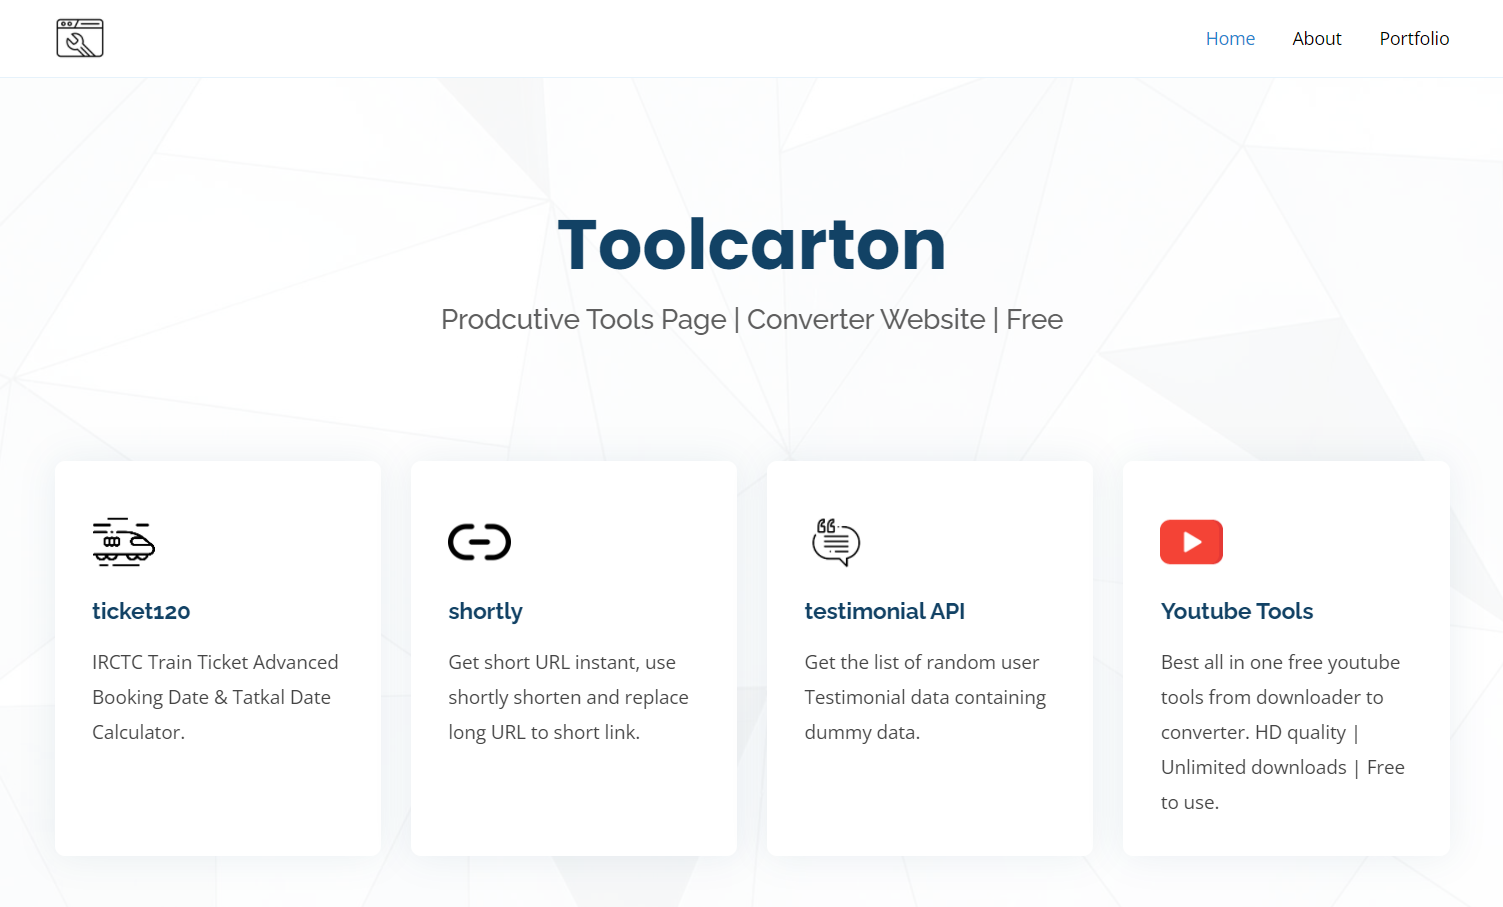 Home About Portfolio
Toolcarton
Prodcutive Tools Page | Converter Website | Free
ticket120
IRCTC Train Ticket Advanced
Booking Date & Tatkal Date
Calculator.
shortly
Get short URL instant, use
shortly shorten and replace
long URL to short link.
testimonial API
Get the list of random user
Testimonial data containing
dummy data.
Youtube Tools
Best all in one free youtube
tools from downloader to
converter. HD quality |
Unlimited downloads | Free
to use.